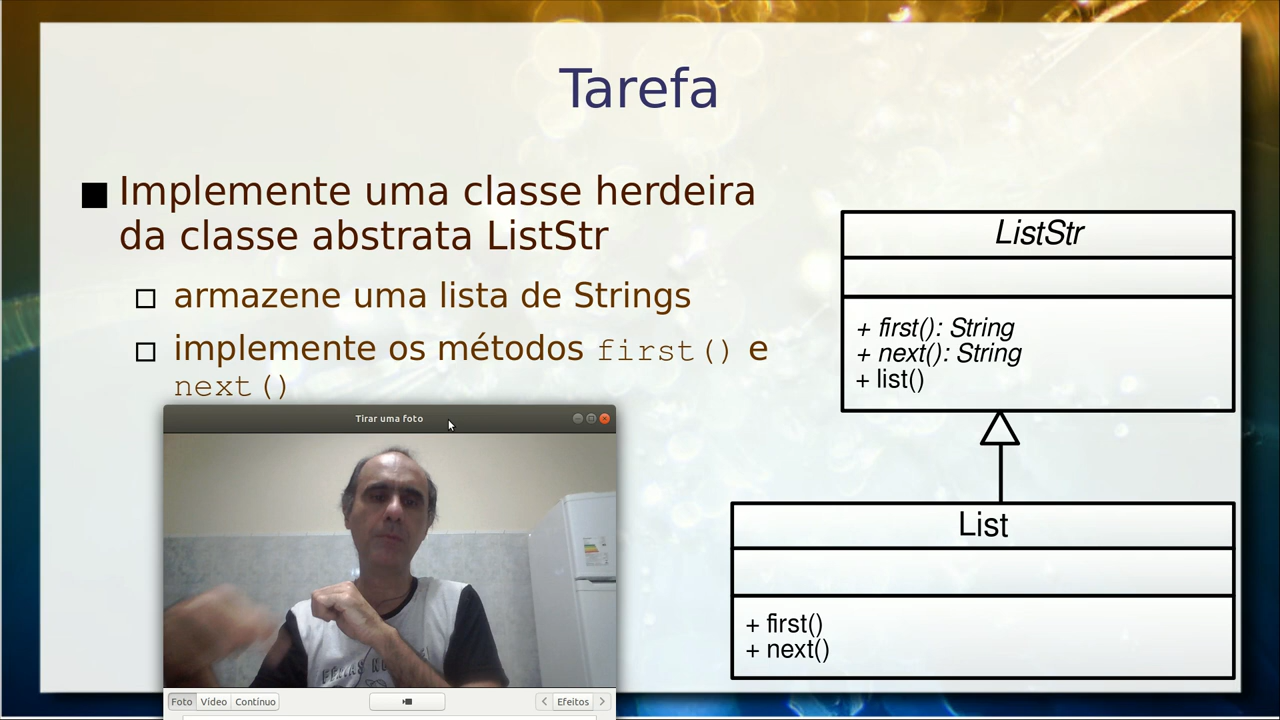 Tarefa
Implemente uma classe herdeira
da classe abstrata ListStr
armazene uma lista de Strings
implemente os métodos first() e
next()
ListStr
+ first(): String
+ next(): String
+ list()
List
+ first()
+ next()
Tirar uma foto
Foto Vídeo Contínuo
Efeitos